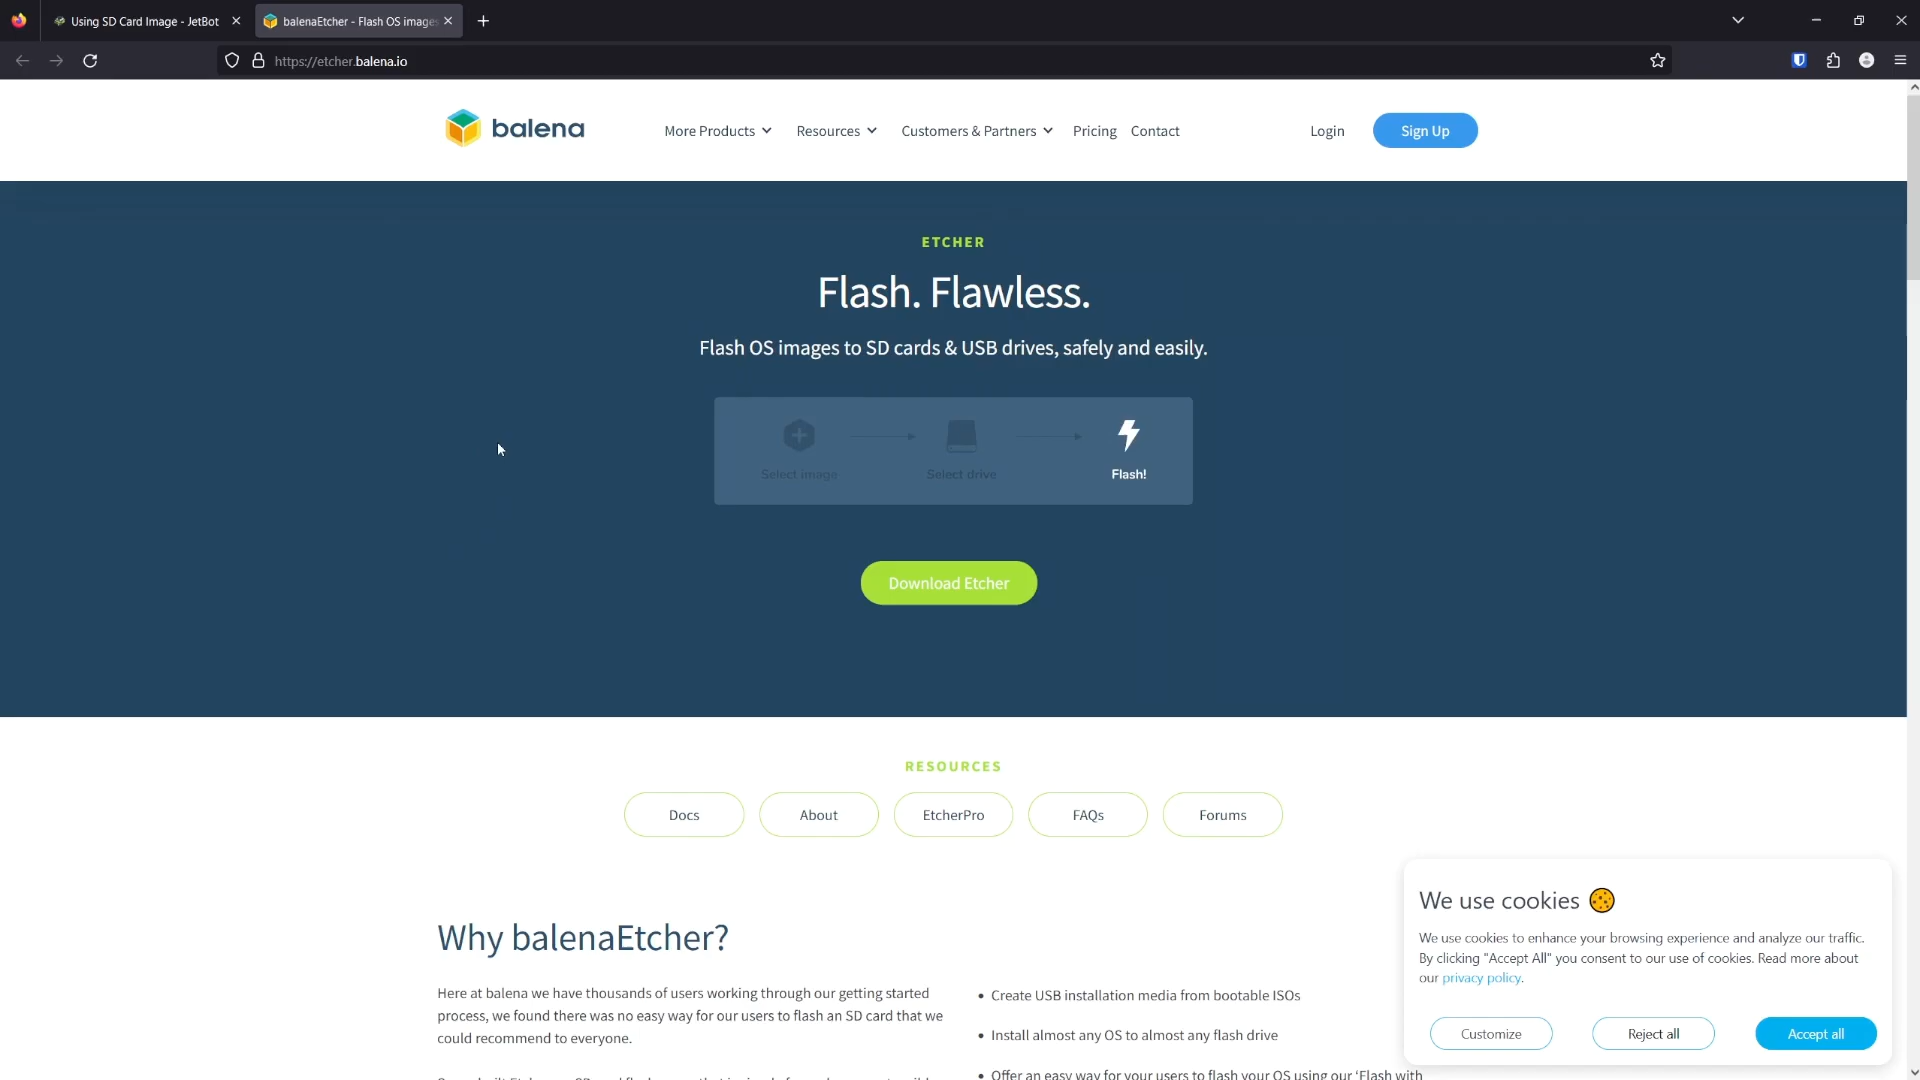 Using SD Card Image - JetBot
balenaEtcher - Flash OS images
https://etcher.balena.io
balena
More Products
Resources
Customers & Partners
Pricing
Contact
Login
Sign Up
ETCHER
Flash. Flawless.
Flash OS images to SD cards & USB drives, safely and easily.
Select image
Select drive
Flash!
Download Etcher
RESOURCES
Docs
About
EtcherPro
FAQs
Forums
Why balenaEtcher?
Here at balena we have thousands of users working through our getting started
process, we found there was no easy way for our users to flash an SD card that we
could recommend to everyone.
• Create USB installation media from bootable ISOs
• Install almost any OS to almost any flash drive
• Offer an easy way for your users to flash your OS using our 'Flash with
We use cookies
We use cookies to enhance your browsing experience and analyze our traffic.
By clicking "Accept All" you consent to our use of cookies. Read more about
our privacy policy.
Customize
Reject all
Accept all